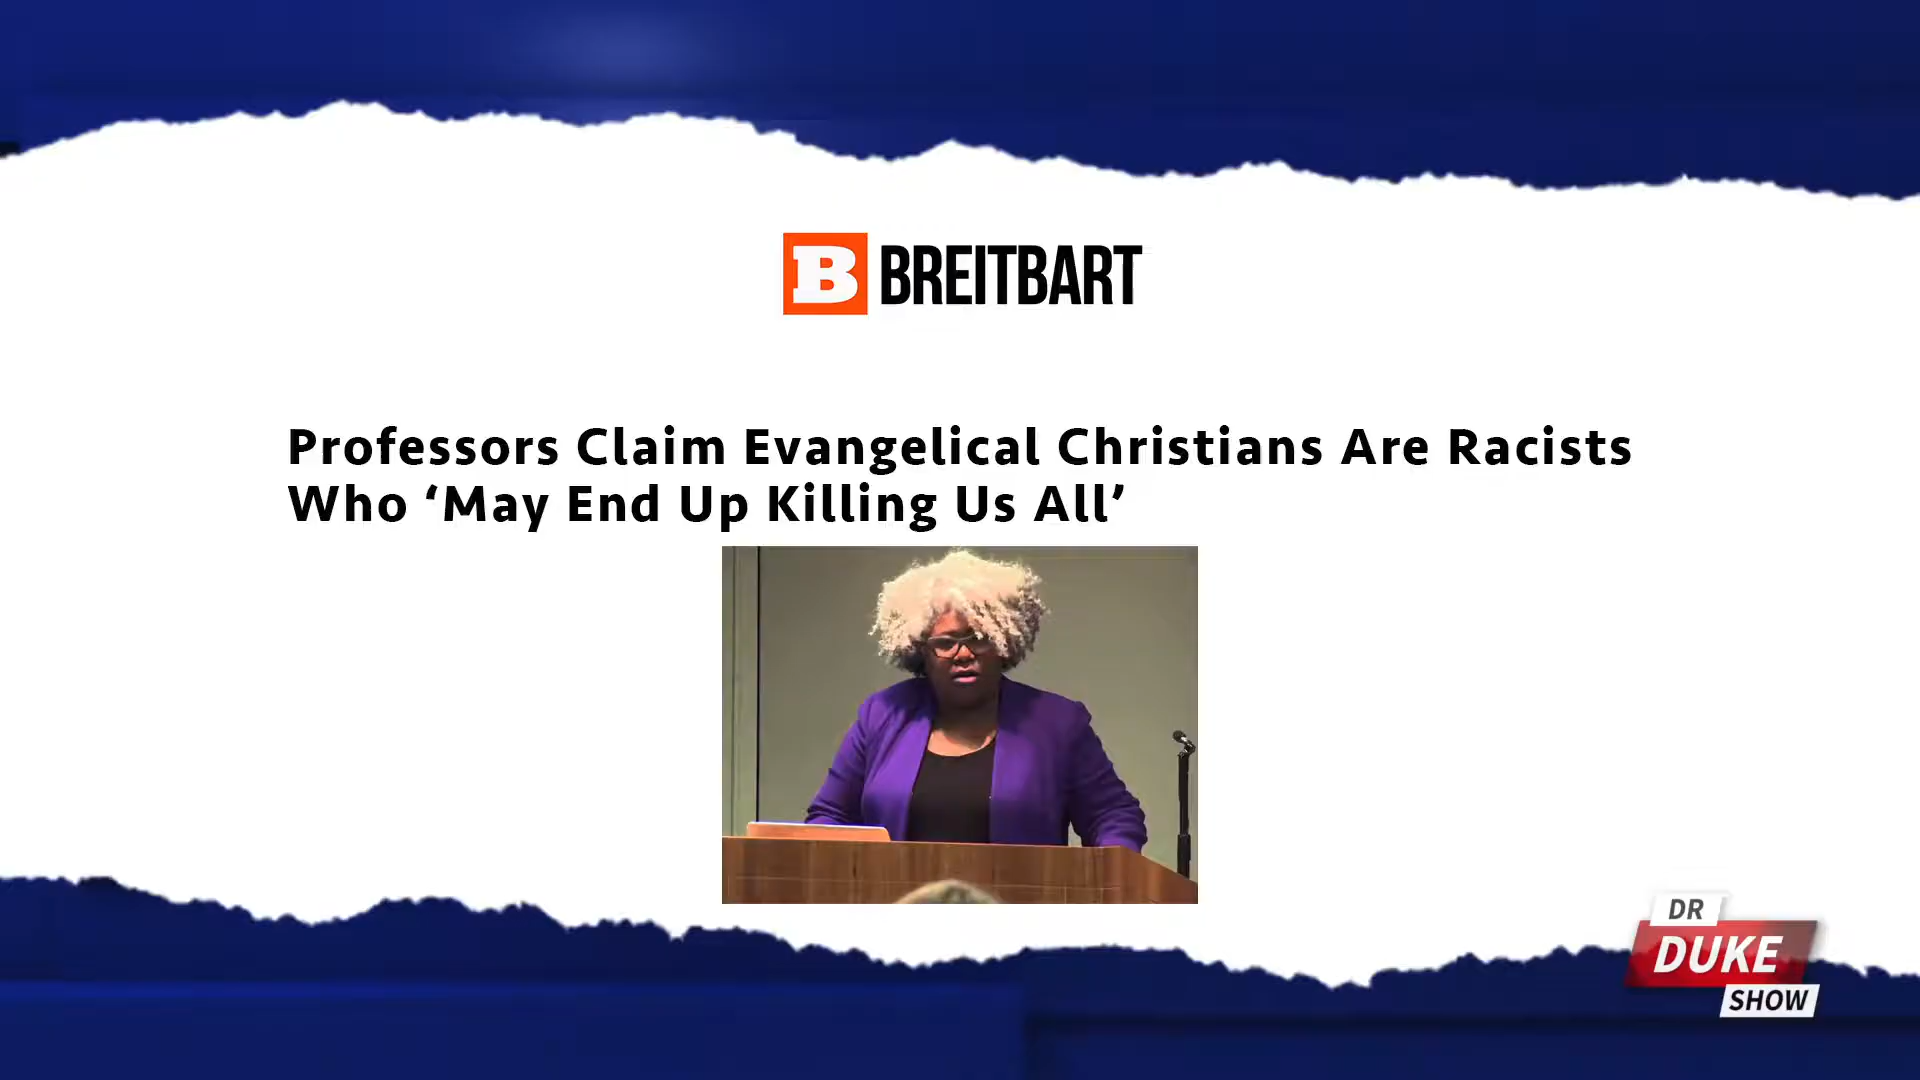 B BREITBART
Professors Claim Evangelical Christians Are Racists
Who ‘May End Up Killing Us All’
DR
DUKE
SHOW